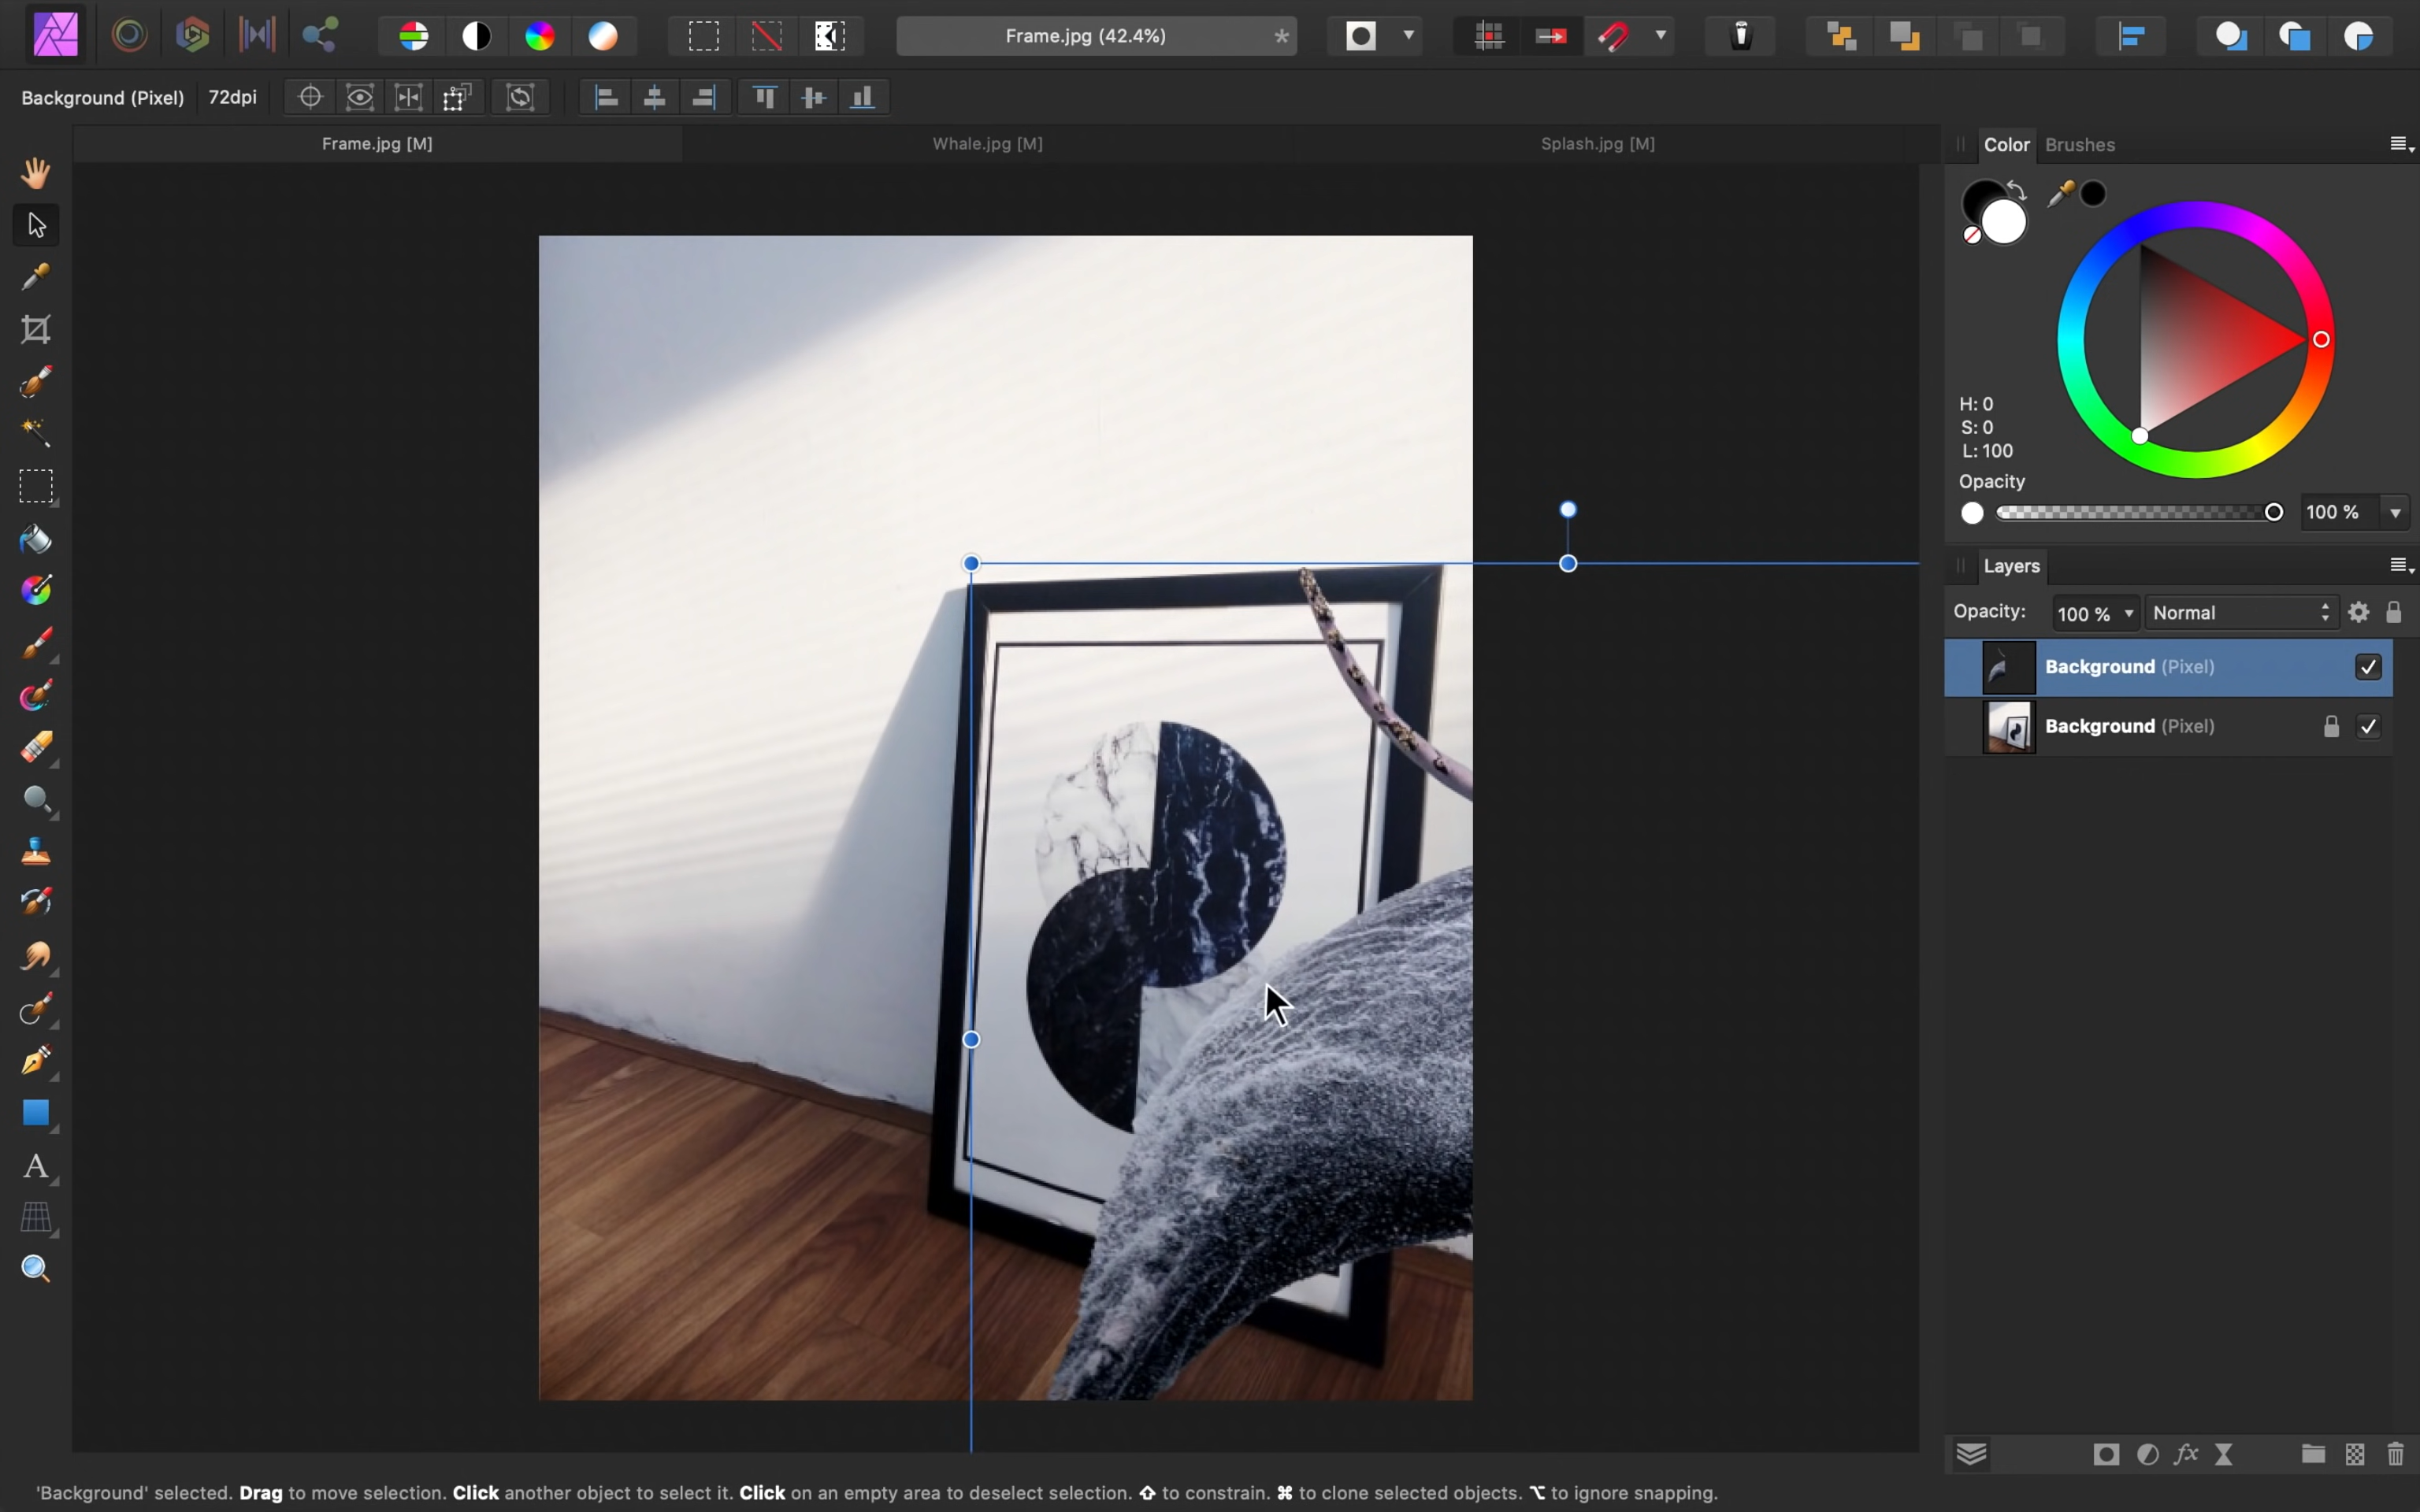 Frame.jpg (42.4%) *
Background (Pixel) 72dpi
Frame.jpg [M] Whale.jpg [M] Splash.jpg [M]
Color Brushes
H: 0
S: 0
L: 100
Opacity
100 %
Layers
Opacity: 100 % Normal
Background (Pixel)
Background (Pixel)
A
fx
'Background' selected. Drag to move selection. Click another object to select it. Click on an empty area to deselect selection. ⇧ to constrain. ⌘ to clone selected objects. ⌥ to ignore snapping.